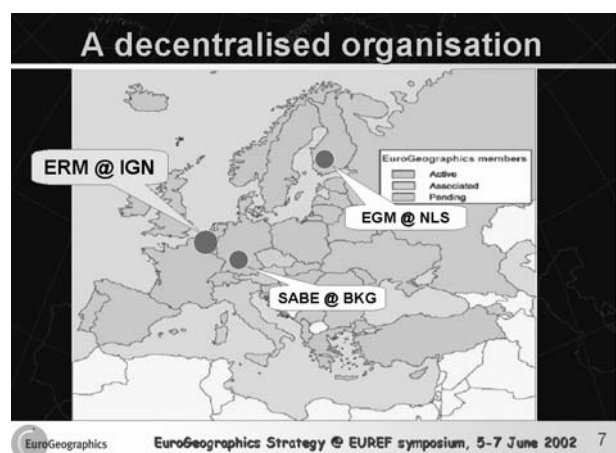 A decentralised organisation
ERM @ IGN
EuroGeographics members
Active
Associated
Pending
EGM @ NLS
SABE @ BKG
EuroGeographics
EuroGeographics Strategy @ EUREF symposium, 5-7 June 2002
7